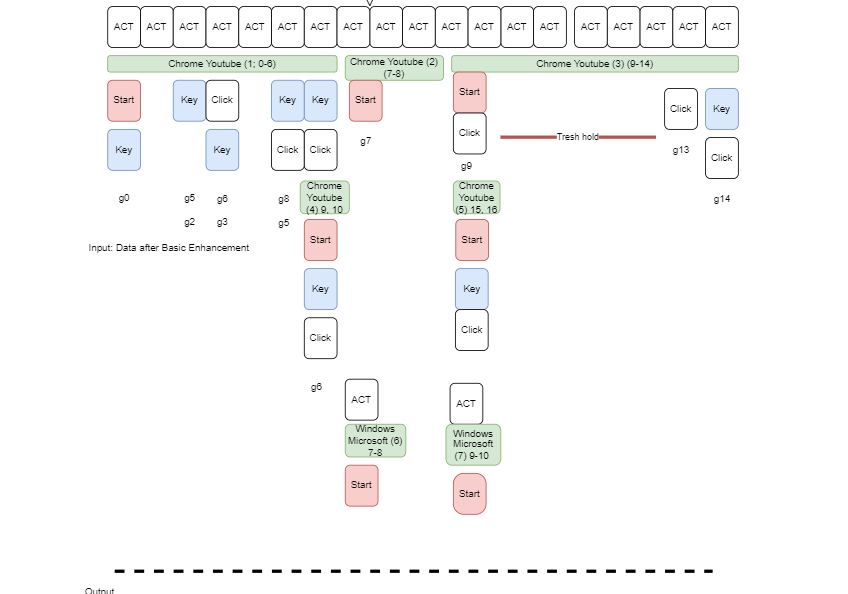 ACT ACT ACT ACT ACT ACT ACT ACT ACT ACT ACT ACT ACT ACT ACT ACT ACT ACT ACT
Chrome Youtube (1; 0-6)
Chrome Youtube (2)
(7-8)
Chrome Youtube (3) (9-14)
Start
Key
Click
Key
Key
Start
Start
Click
Key
Key
Key
Click
Click
Click
Tresh hold
Click
g7
g13
g9
g0
g5
g6
g8
g2
g3
g5
g14
Chrome
Youtube
(4) 9, 10
Chrome
Youtube
(5) 15, 16
Input: Data after Basic Enhancement
Start
Start
Key
Key
Click
Click
g6
ACT
ACT
Windows
Microsoft (6)
7-8
Windows
Microsoft
(7) 9-10
Start
Start
Output